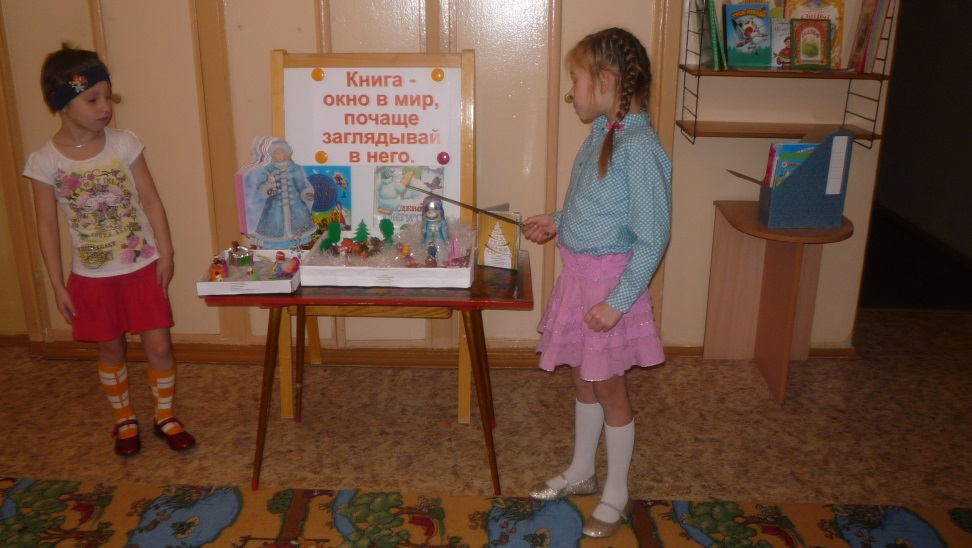 Книга -
окно в мир,
почаще
заглядывай
в него.